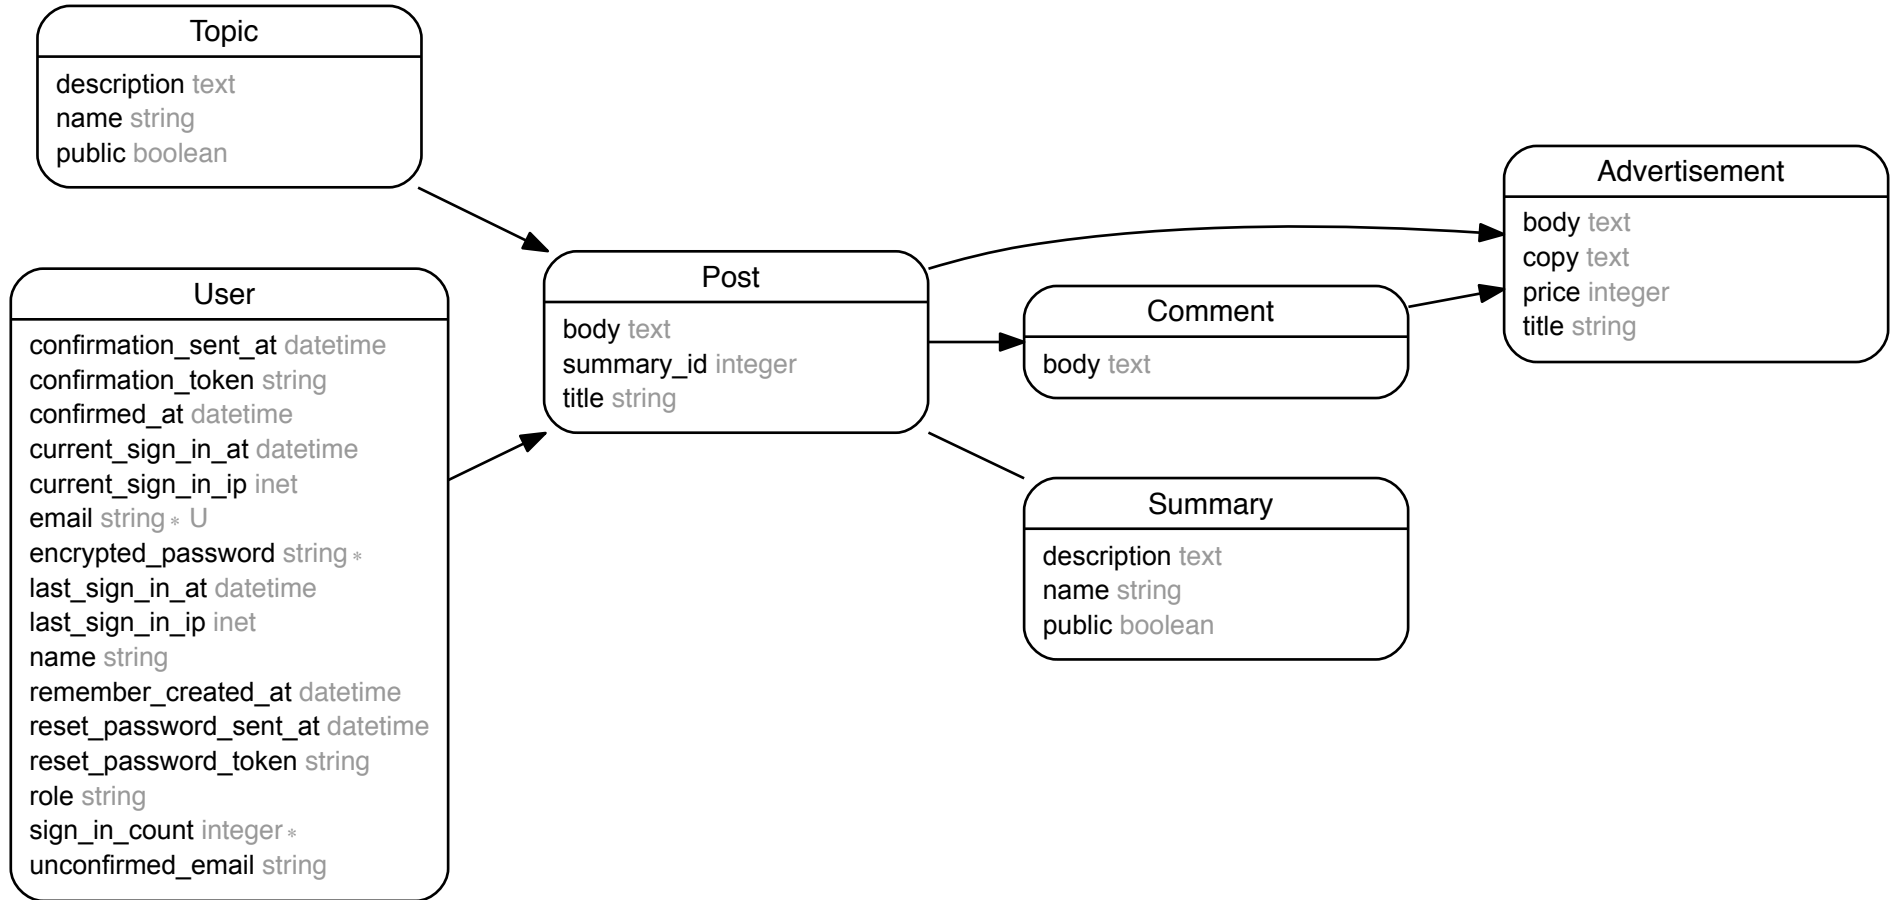 Topic
description text
name string
public boolean
User
confirmation_sent_at datetime
confirmation_token string
confirmed_at datetime
current_sign_in_at datetime
current_sign_in_ip inet
email string * U
encrypted_password string *
last_sign_in_at datetime
last_sign_in_ip inet
name string
remember_created_at datetime
reset_password_sent_at datetime
reset_password_token string
role string
sign_in_count integer *
unconfirmed_email string
Post
body text
summary_id integer
title string
Comment
body text
Summary
description text
name string
public boolean
Advertisement
body text
copy text
price integer
title string